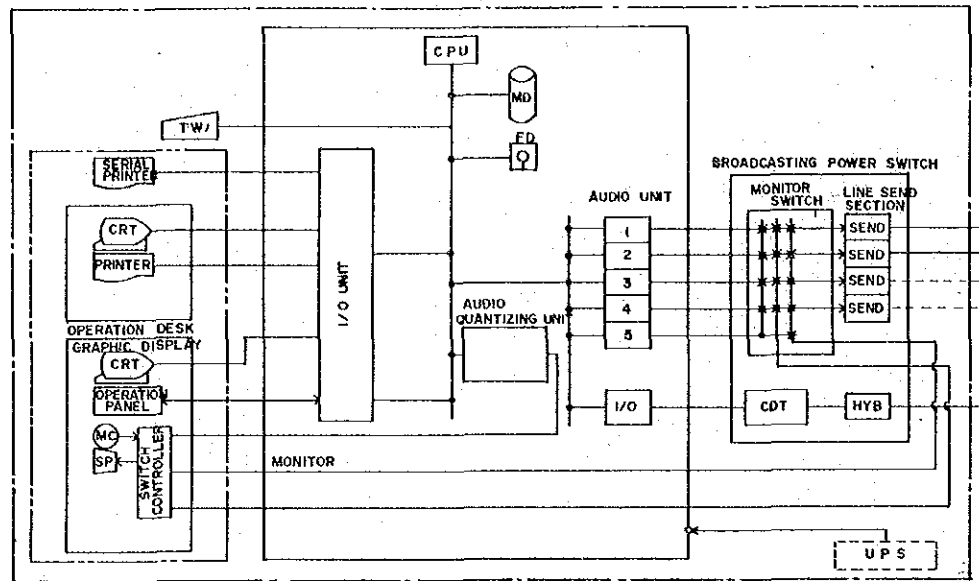 CPU
MD
FD
TW/
SERIAL
PRINTER
CRT
PRINTER
OPERATION DESK
GRAPHIC DISPLAY
CRT
OPERATION
PANEL
MC
SP
SWITCH
CONTROLLER
I/O UNIT
AUDIO
QUANTIZING UNI
MONITOR
AUDIO UNIT
1
2
3
4
5
I/O
BROADCASTING POWER SWITCH
MONITOR
SWITCH
LINE SEND
SECTION
SEND
SEND
SEND
SEND
CDT
HYB
UPS